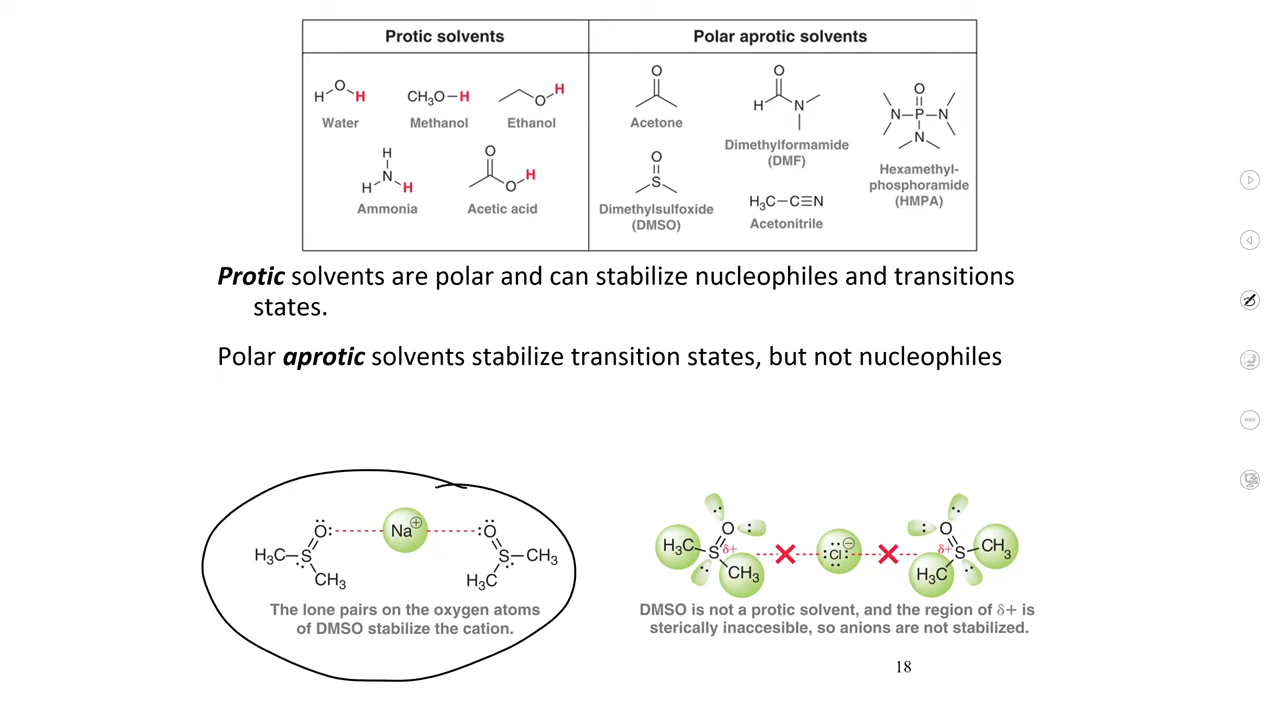 Protic solvents
Polar aprotic solvents
H O H
Water
CH₃O–H
Methanol
O H
Ethanol
H
N
H H
Ammonia
O
O H
Acetic acid
O
Acetone
O
H N
Dimethylformamide
(DMF)
O
N–P–N
N
Hexamethyl-
phosphoramide
(HMPA)
O
S
Dimethylsulfoxide
(DMSO)
H₃C–C≡N
Acetonitrile
Protic solvents are polar and can stabilize nucleophiles and transitions
states.
Polar aprotic solvents stabilize transition states, but not nucleophiles
O
H₃C–S
CH₃
Na⊕
O
S–CH₃
H₃C
The lone pairs on the oxygen atoms
of DMSO stabilize the cation.
O
H₃C S δ+
CH₃
Cl ⊖
O
δ+ S CH₃
H₃C
DMSO is not a protic solvent, and the region of δ+ is
sterically inaccesible, so anions are not stabilized.
18